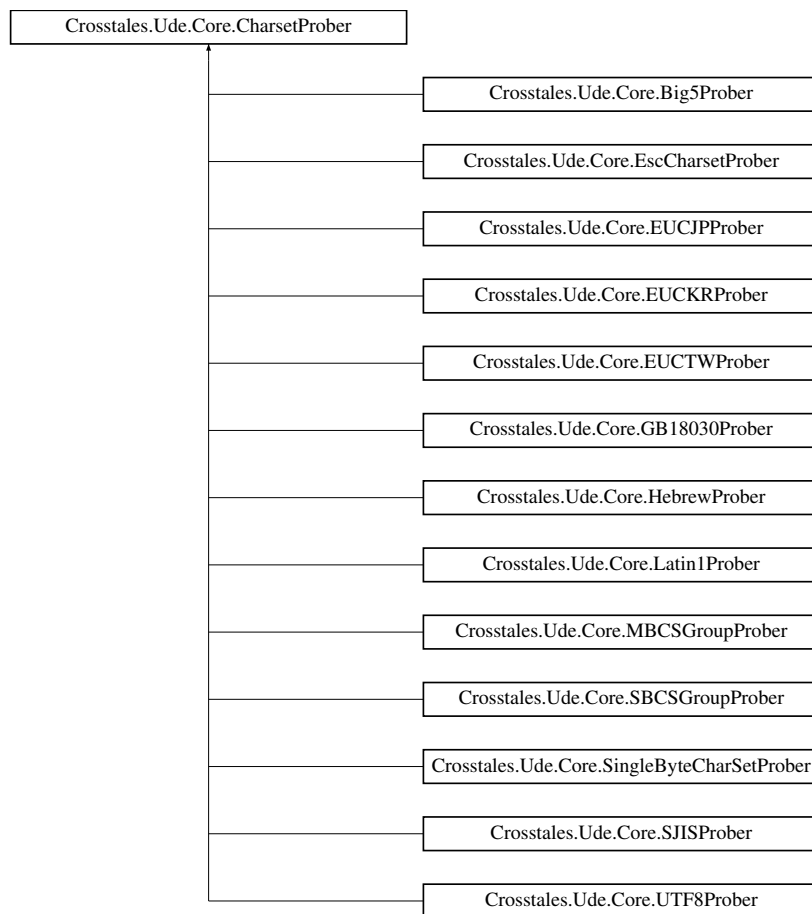 Crosstales.Ude.Core.CharsetProber
Crosstales.Ude.Core.Big5Prober
Crosstales.Ude.Core.EscCharsetProber
Crosstales.Ude.Core.EUCJPProber
Crosstales.Ude.Core.EUCKRProber
Crosstales.Ude.Core.EUCTWProber
Crosstales.Ude.Core.GB18030Prober
Crosstales.Ude.Core.HebrewProber
Crosstales.Ude.Core.Latin1Prober
Crosstales.Ude.Core.MBCSGroupProber
Crosstales.Ude.Core.SBCSGroupProber
Crosstales.Ude.Core.SingleByteCharSetProber
Crosstales.Ude.Core.SJISProber
Crosstales.Ude.Core.UTF8Prober